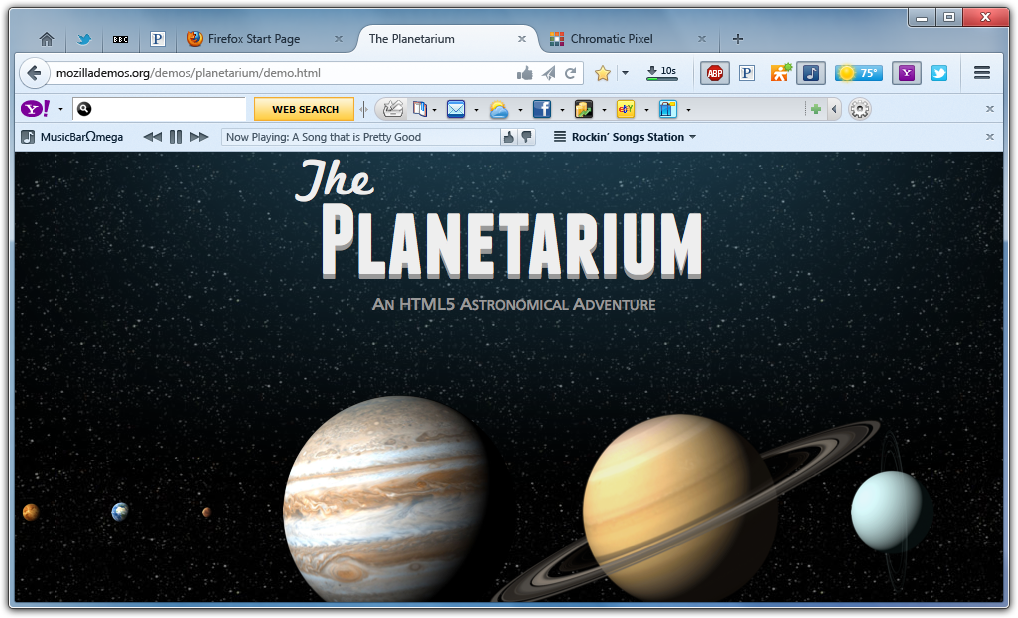 BBC P Firefox Start Page The Planetarium Chromatic Pixel
mozillademos.org/demos/planetarium/demo.html 10s ABP P 75° Y
Y! WEB SEARCH f ebY
MusicBarΩmega Now Playing: A Song that is Pretty Good Rockin' Songs Station
The
PLANETARIUM
AN HTML5 ASTRONOMICAL ADVENTURE